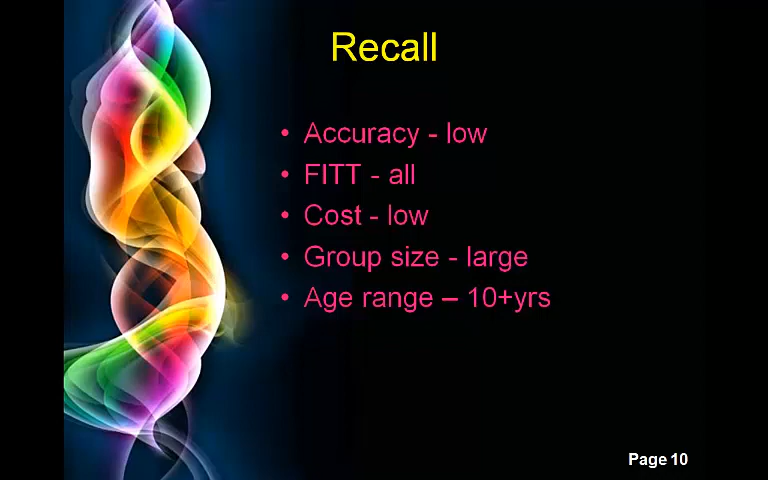 Recall
• Accuracy - low
• FITT - all
• Cost - low
• Group size - large
• Age range – 10+yrs
Page 10